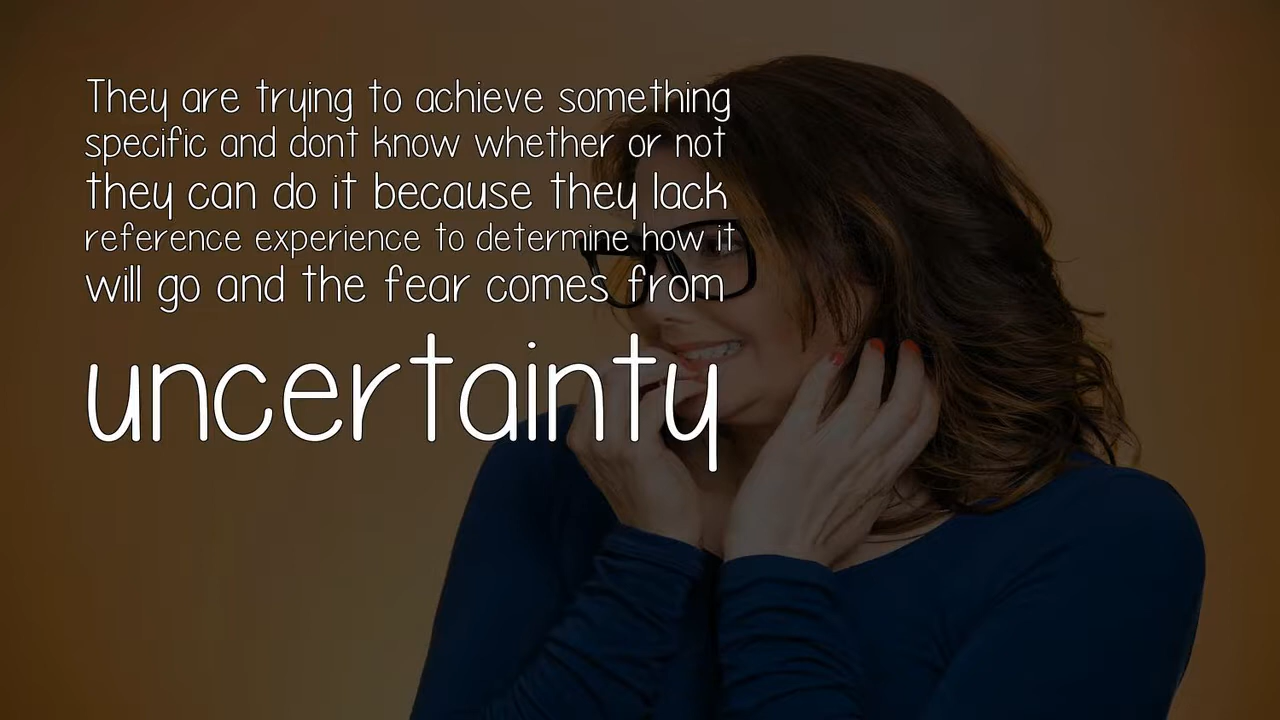 They are trying to achieve something
specific and dont know whether or not
they can do it because they lack
reference experience to determine how it
will go and the fear comes from
uncertainty